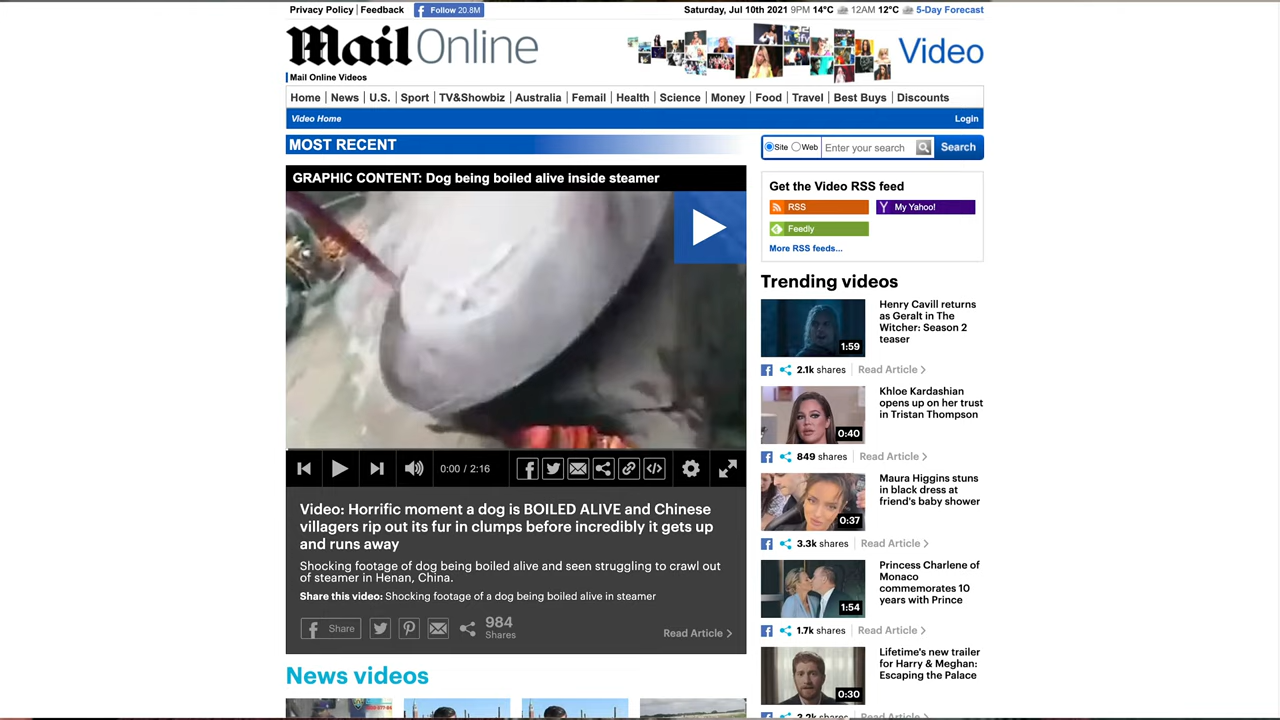 Privacy Policy | Feedback
Follow 20.8M
Saturday, Jul 10th 2021 9PM 14°C 12AM 12°C 5-Day Forecast
Mail Online
Video
Mail Online Videos
Home News U.S. Sport TV&Showbiz Australia Femail Health Science Money Food Travel Best Buys Discounts
Video Home
Login
MOST RECENT
Site Web Enter your search Search
GRAPHIC CONTENT: Dog being boiled alive inside steamer
0:00 / 2:16
Video: Horrific moment a dog is BOILED ALIVE and Chinese
villagers rip out its fur in clumps before incredibly it gets up
and runs away
Shocking footage of dog being boiled alive and seen struggling to crawl out
of steamer in Henan, China.
Share this video: Shocking footage of a dog being boiled alive in steamer
Share
984
Shares
Read Article
News videos
Get the Video RSS feed
RSS
My Yahoo!
Feedly
More RSS feeds...
Trending videos
Henry Cavill returns
as Geralt in The
Witcher: Season 2
teaser
1:59
2.1k shares Read Article
Khloe Kardashian
opens up on her trust
in Tristan Thompson
0:40
849 shares Read Article
Maura Higgins stuns
in black dress at
friend's baby shower
0:37
3.3k shares Read Article
Princess Charlene of
Monaco
commemorates 10
years with Prince
1:54
1.7k shares Read Article
Lifetime's new trailer
for Harry & Meghan:
Escaping the Palace
0:30
shares Read Article